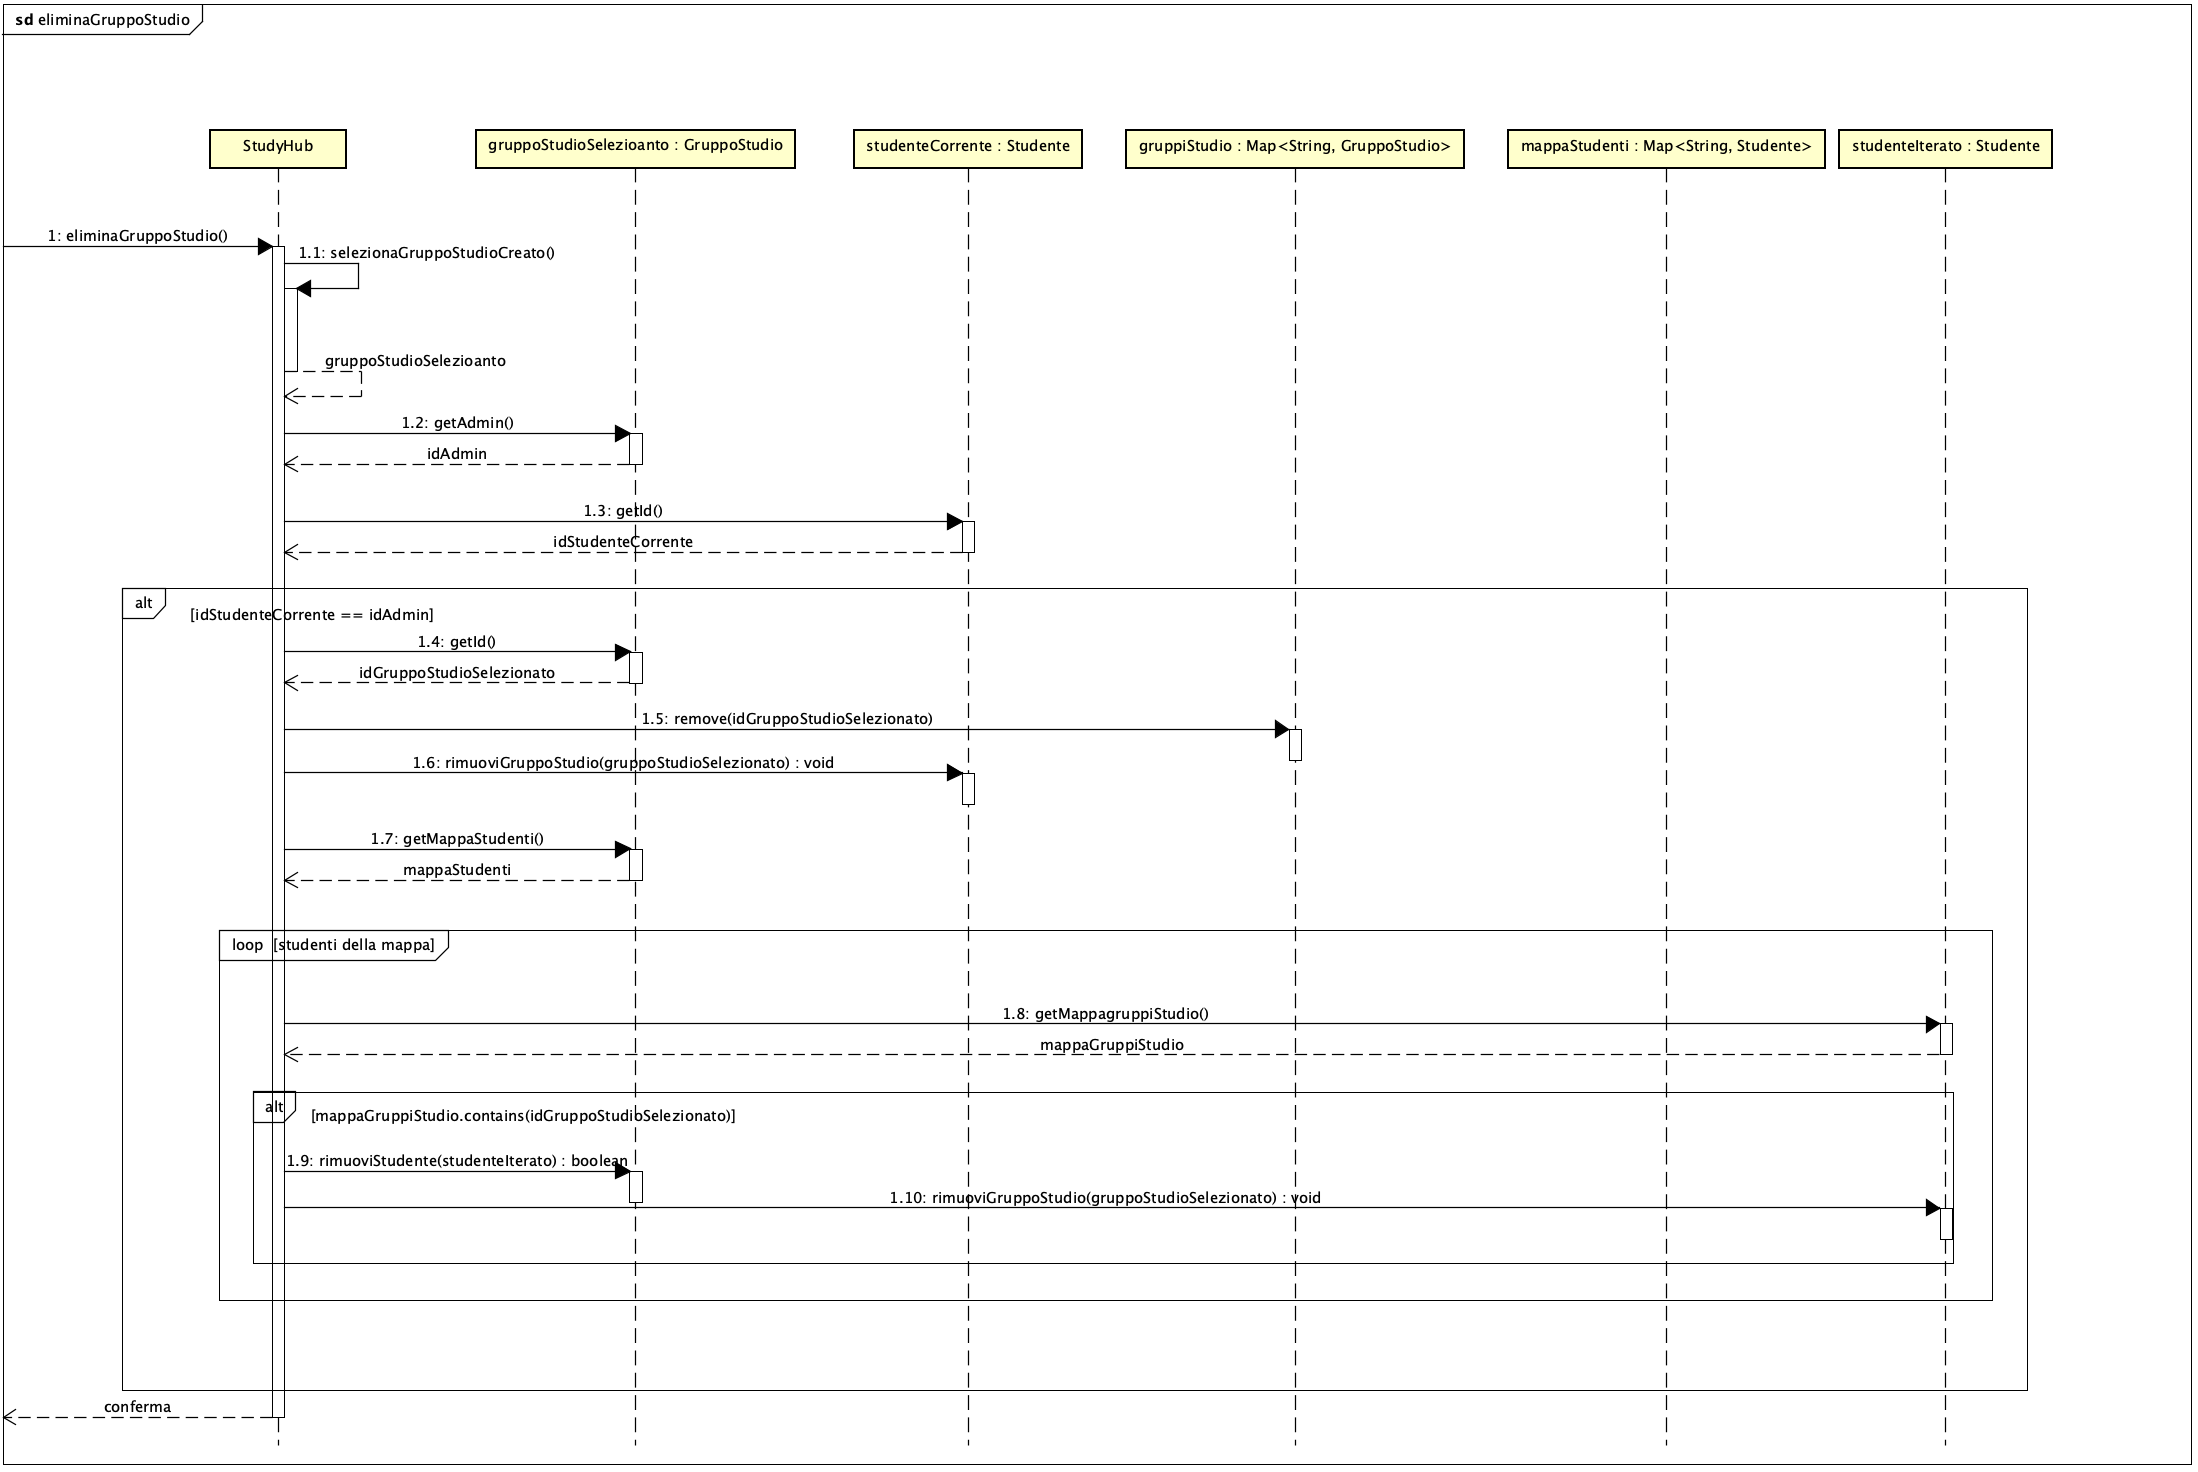 sd eliminaGruppoStudio
StudyHub
gruppoStudioSelezioanto : GruppoStudio
studenteCorrente : Studente
gruppiStudio : Map<String, GruppoStudio>
mappaStudenti : Map<String, Studente>
studenteIterato : Studente
1: eliminaGruppoStudio()
1.1: selezionaGruppoStudioCreato()
gruppoStudioSelezioanto
1.2: getAdmin()
idAdmin
1.3: getId()
idStudenteCorrente
alt
[idStudenteCorrente == idAdmin]
1.4: getId()
idGruppoStudioSelezionato
1.5: remove(idGruppoStudioSelezionato)
1.6: rimuoviGruppoStudio(gruppoStudioSelezionato) : void
1.7: getMappaStudenti()
mappaStudenti
loop [studenti della mappa]
1.8: getMappagruppiStudio()
mappaGruppiStudio
alt
[mappaGruppiStudio.contains(idGruppoStudioSelezionato)]
1.9: rimuoviStudente(studenteIterato) : boolean
1.10: rimuoviGruppoStudio(gruppoStudioSelezionato) : void
conferma